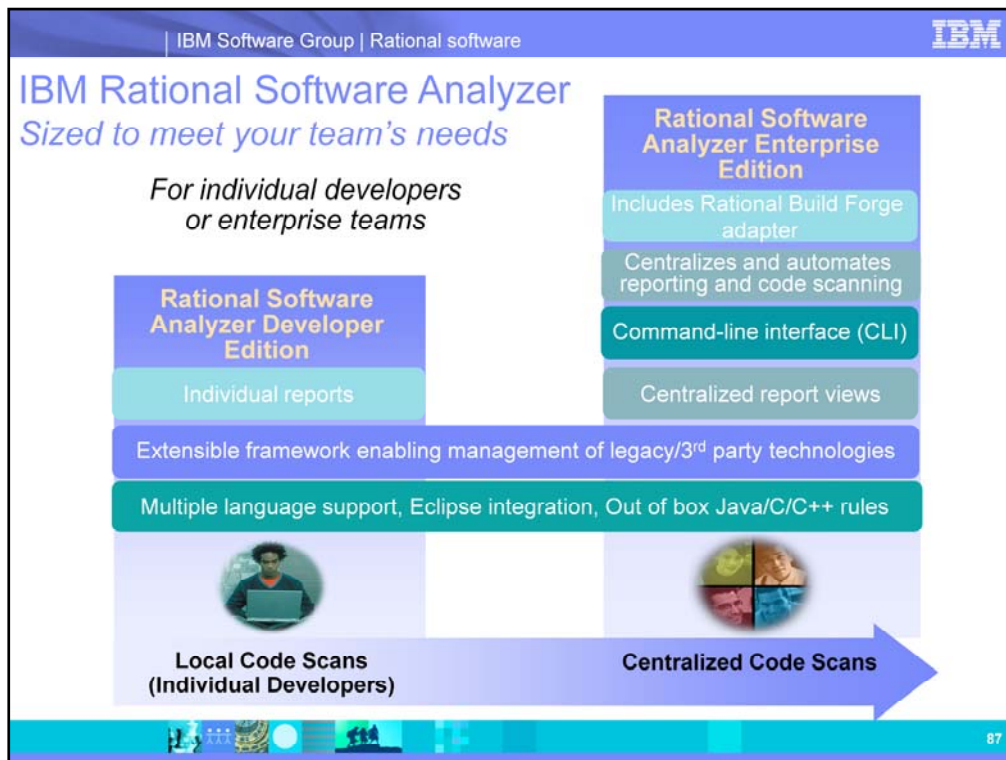 IBM Software Group | Rational software
IBM
IBM Rational Software Analyzer
Sized to meet your team's needs
For individual developers
or enterprise teams
Rational Software
Analyzer Developer
Edition
Individual reports
Rational Software
Analyzer Enterprise
Edition
Includes Rational Build Forge
adapter
Centralizes and automates
reporting and code scanning
Command-line interface (CLI)
Centralized report views
Extensible framework enabling management of legacy/3rd party technologies
Multiple language support, Eclipse integration, Out of box Java/C/C++ rules
Local Code Scans
(Individual Developers)
Centralized Code Scans
87